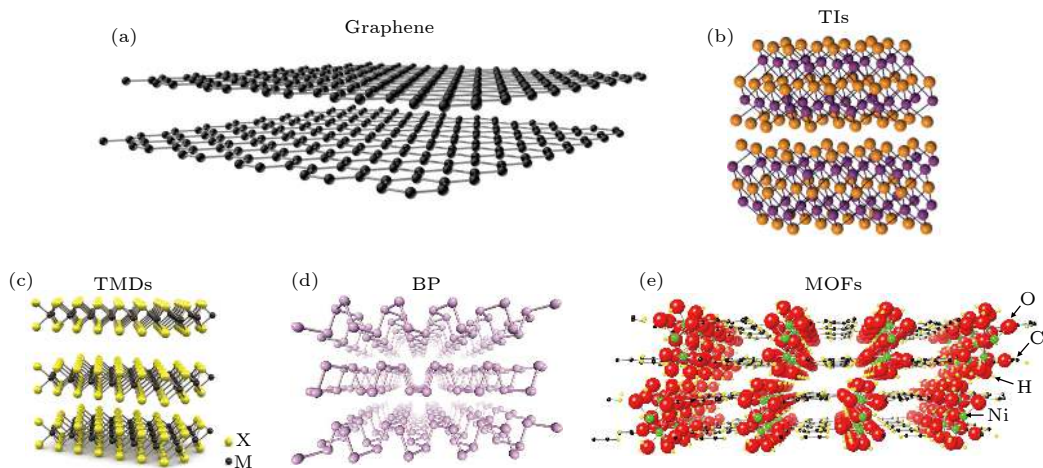 (a)
Graphene
(b)
TIs
(c)
TMDs
X
M
(d)
BP
(e)
MOFs
O
C
H
Ni